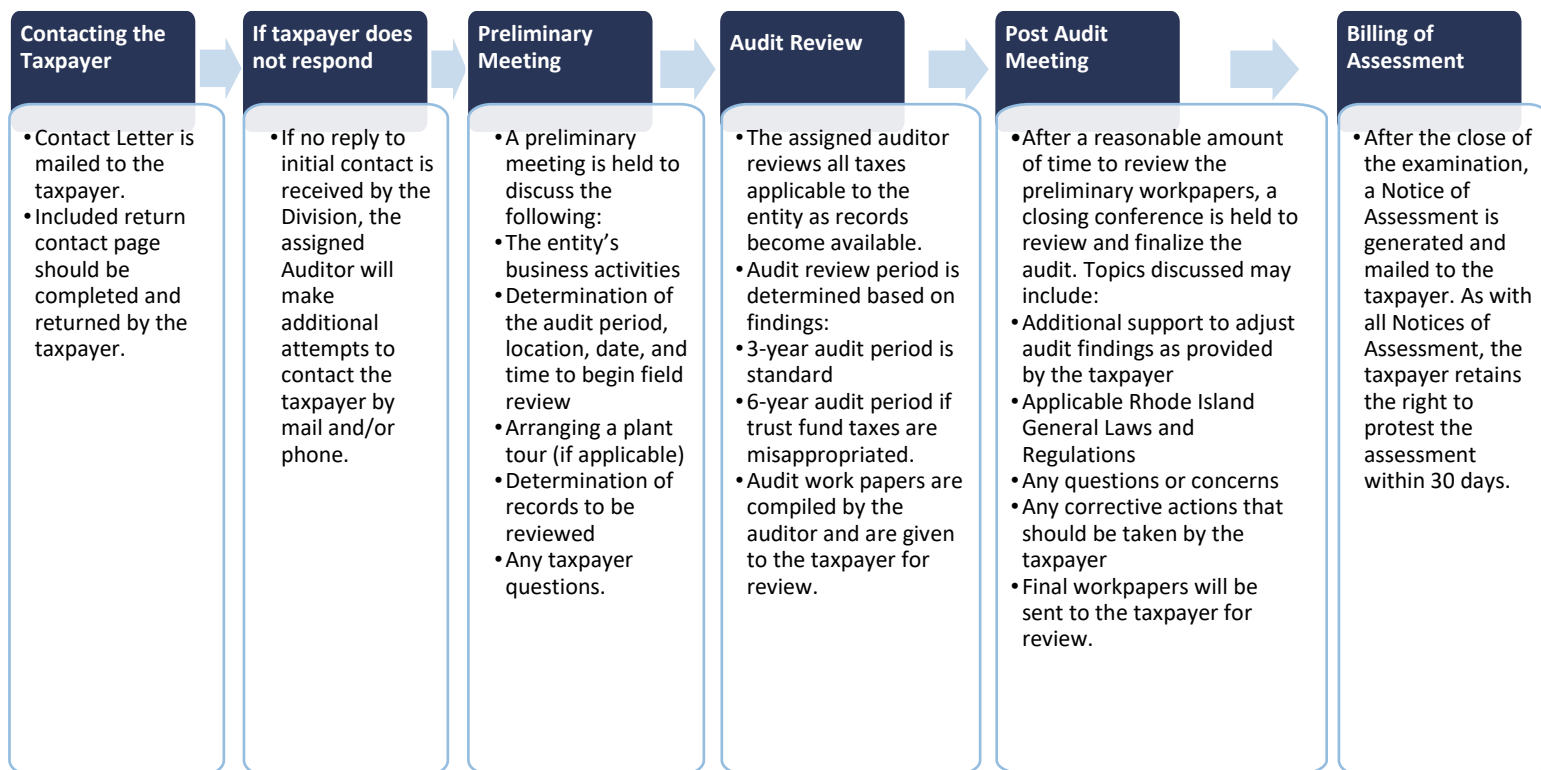 Contacting the
Taxpayer
• Contact Letter is
mailed to the
taxpayer.
• Included return
contact page
should be
completed and
returned by the
taxpayer.
If taxpayer does
not respond
• If no reply to
initial contact is
received by the
Division, the
assigned
Auditor will
make
additional
attempts to
contact the
taxpayer by
mail and/or
phone.
Preliminary
Meeting
• A preliminary
meeting is held to
discuss the
following:
• The entity’s
business activities
• Determination of
the audit period,
location, date, and
time to begin field
review
• Arranging a plant
tour (if applicable)
• Determination of
records to be
reviewed
• Any taxpayer
questions.
Audit Review
• The assigned auditor
reviews all taxes
applicable to the
entity as records
become available.
• Audit review period is
determined based on
findings:
• 3-year audit period is
standard
• 6-year audit period if
trust fund taxes are
misappropriated.
• Audit work papers are
compiled by the
auditor and are given
to the taxpayer for
review.
Post Audit
Meeting
• After a reasonable amount
of time to review the
preliminary workpapers, a
closing conference is held to
review and finalize the
audit. Topics discussed may
include:
• Additional support to adjust
audit findings as provided
by the taxpayer
• Applicable Rhode Island
General Laws and
Regulations
• Any questions or concerns
• Any corrective actions that
should be taken by the
taxpayer
• Final workpapers will be
sent to the taxpayer for
review.
Billing of
Assessment
• After the close of
the examination,
a Notice of
Assessment is
generated and
mailed to the
taxpayer. As with
all Notices of
Assessment, the
taxpayer retains
the right to
protest the
assessment
within 30 days.